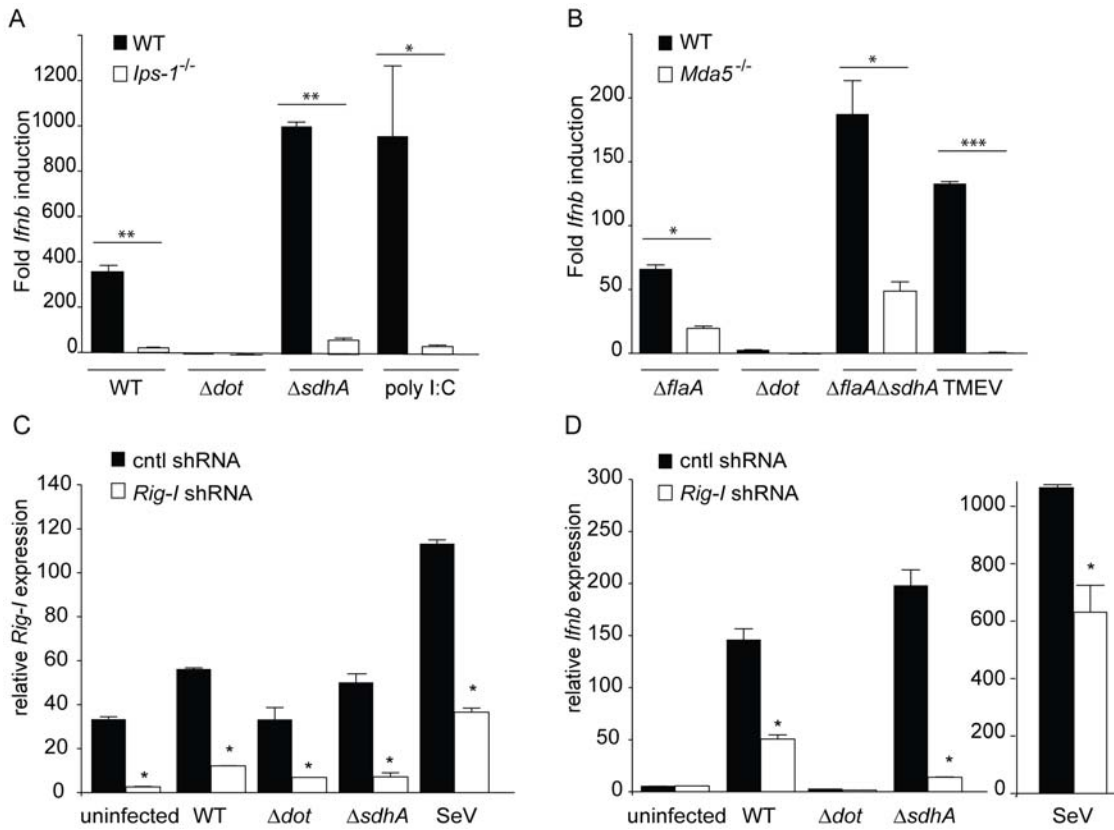 A
WT
Ips-1-/-
Fold Ifnb induction
1200
1000
800
600
400
200
0
**
**
*
WT
Δdot
ΔsdhA
poly I:C
B
WT
Mda5-/-
Fold Ifnb induction
200
150
100
50
0
*
*
***
ΔflaA
Δdot
ΔflaAΔsdhA
TMEV
C
cntl shRNA
Rig-I shRNA
relative Rig-I expression
140
120
100
80
60
40
20
0
*
*
*
*
*
uninfected
WT
Δdot
ΔsdhA
SeV
D
cntl shRNA
Rig-I shRNA
relative Ifnb expression
300
250
200
150
100
50
0
*
*
uninfected
WT
Δdot
ΔsdhA
1000
800
600
400
200
0
*
SeV